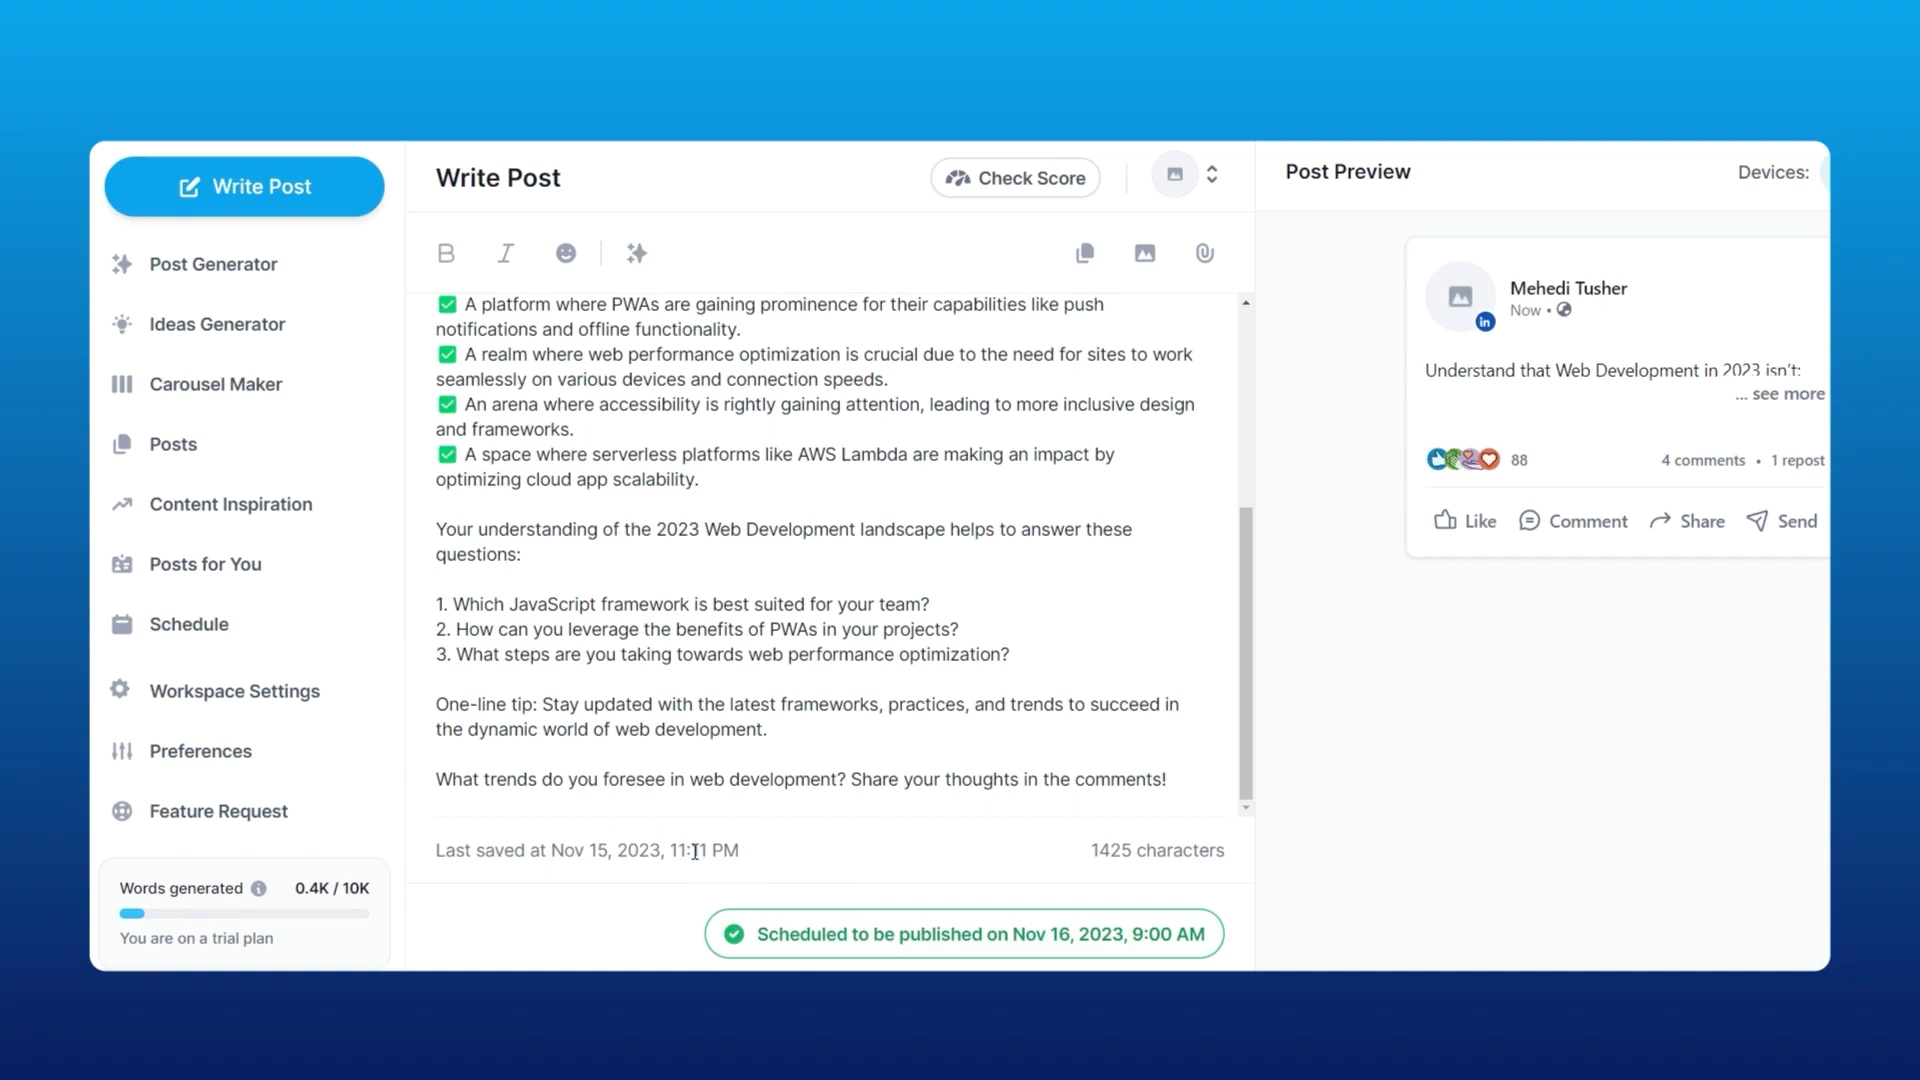 Write Post
Post Generator
Ideas Generator
Carousel Maker
Posts
Content Inspiration
Posts for You
Schedule
Workspace Settings
Preferences
Feature Request
Words generated 0.4K / 10K
You are on a trial plan
Write Post
Check Score
✅ A platform where PWAs are gaining prominence for their capabilities like push
notifications and offline functionality.
✅ A realm where web performance optimization is crucial due to the need for sites to work
seamlessly on various devices and connection speeds.
✅ An arena where accessibility is rightly gaining attention, leading to more inclusive design
and frameworks.
✅ A space where serverless platforms like AWS Lambda are making an impact by
optimizing cloud app scalability.
Your understanding of the 2023 Web Development landscape helps to answer these
questions:
1. Which JavaScript framework is best suited for your team?
2. How can you leverage the benefits of PWAs in your projects?
3. What steps are you taking towards web performance optimization?
One-line tip: Stay updated with the latest frameworks, practices, and trends to succeed in
the dynamic world of web development.
What trends do you foresee in web development? Share your thoughts in the comments!
Last saved at Nov 15, 2023, PM
1425 characters
Scheduled to be published on Nov 16, 2023, 9:00 AM
Post Preview
Devices:
Mehedi Tusher
Now •
in
Understand that Web Development in 2023 isn't:
... see more
88
4 comments • 1 repost
Like
Comment
Share
Send